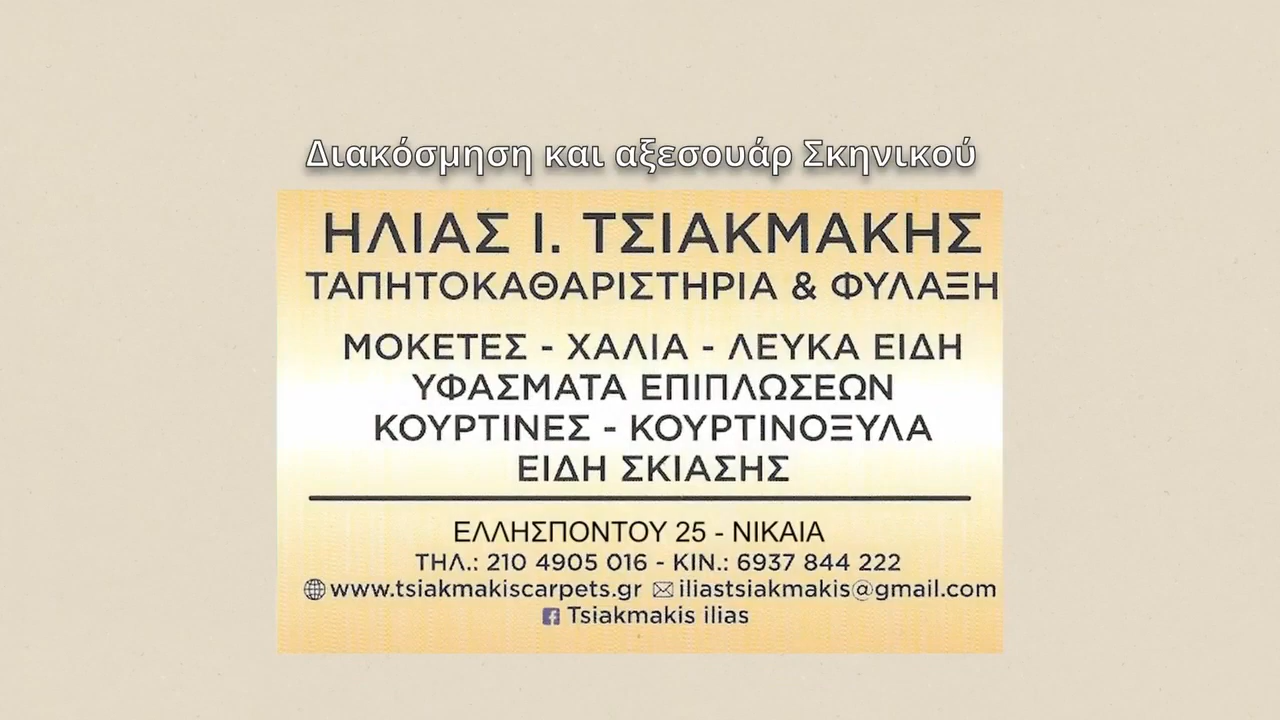 Διακόσμηση και αξεσουάρ Σκηνικού
ΗΛΙΑΣ Ι. ΤΣΙΑΚΜΑΚΗΣ
ΤΑΠΗΤΟΚΑΘΑΡΙΣΤΗΡΙΑ & ΦΥΛΑΞΗ
ΜΟΚΕΤΕΣ - ΧΑΛΙΑ - ΛΕΥΚΑ ΕΙΔΗ
ΥΦΑΣΜΑΤΑ ΕΠΙΠΛΩΣΕΩΝ
ΚΟΥΡΤΙΝΕΣ - ΚΟΥΡΤΙΝΟΞΥΛΑ
ΕΙΔΗ ΣΚΙΑΣΗΣ
ΕΛΛΗΣΠΟΝΤΟΥ 25 - ΝΙΚΑΙΑ
ΤΗΛ.: 210 4905 016 - ΚΙΝ.: 6937 844 222
www.tsiakmakiscarpets.gr iliastsiakmakis@gmail.com
Tsiakmakis ilias